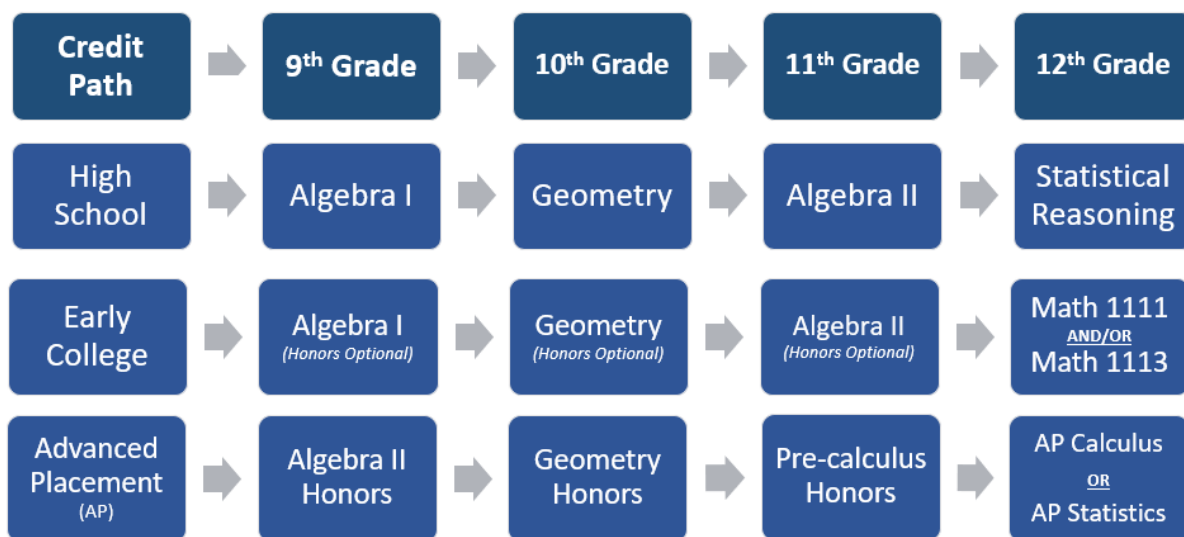 Credit
Path
9th Grade
10th Grade
11th Grade
12th Grade
High
School
Algebra I
Geometry
Algebra II
Statistical
Reasoning
Early
College
Algebra I
(Honors Optional)
Geometry
(Honors Optional)
Algebra II
(Honors Optional)
Math 1111
AND/OR
Math 1113
Advanced
Placement
(AP)
Algebra II
Honors
Geometry
Honors
Pre-calculus
Honors
AP Calculus
OR
AP Statistics